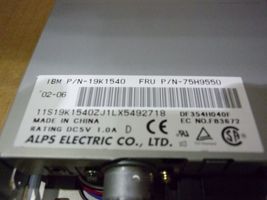 IBM P/N-19K1540 FRU P/N-75H9550
'02-06
11S19K1540ZJ1LX5492718
MADE IN CHINA
RATING DC5V 1.0A D
ALPS ELECTRIC CO., LTD.
DF354H040F
EC NO.F83672